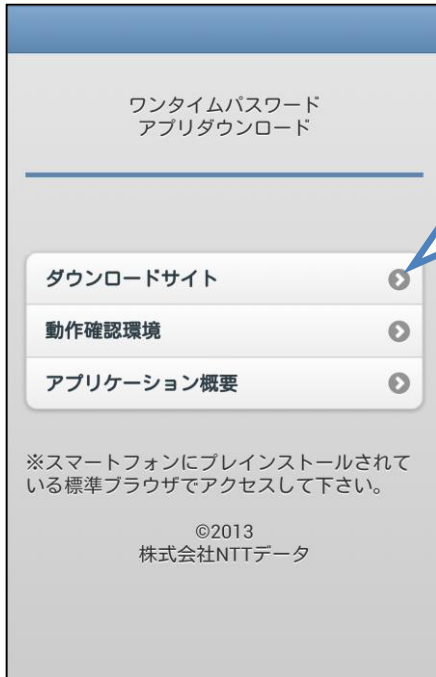 ワンタイムパスワード
アプリダウンロード
ダウンロードサイト
動作確認環境
アプリケーション概要
※スマートフォンにプレインストールされて
いる標準ブラウザでアクセスして下さい。
©2013
株式会社NTTデータ